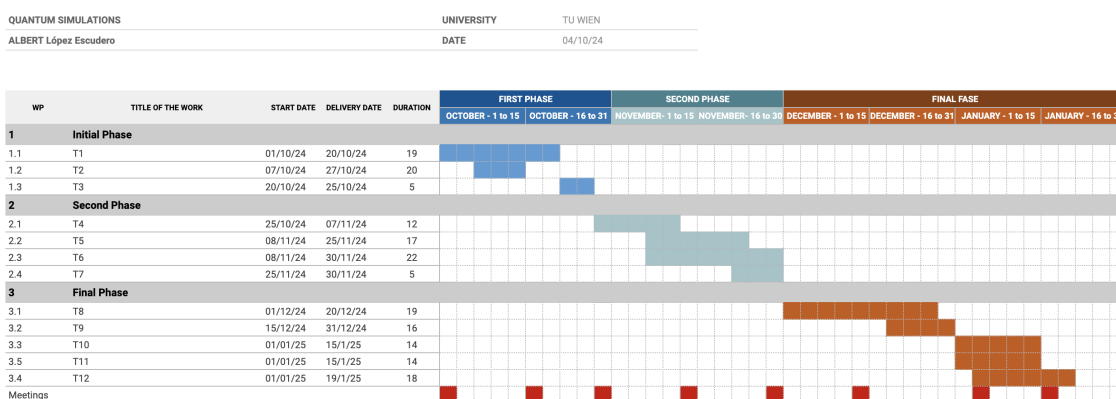 QUANTUM SIMULATIONS UNIVERSITY TU WIEN
ALBERT López Escudero DATE 04/10/24
FIRST PHASE SECOND PHASE FINAL FASE
WP TITLE OF THE WORK START DATE DELIVERY DATE DURATION
OCTOBER - 1 to 15 OCTOBER - 16 to 31 NOVEMBER- 1 to 15 NOVEMBER- 16 to 30 DECEMBER - 1 to 15 DECEMBER - 16 to 31 JANUARY - 1 to 15 JANUARY - 16 to
1 Initial Phase
1.1 T1 01/10/24 20/10/24 19
1.2 T2 07/10/24 27/10/24 20
1.3 T3 20/10/24 25/10/24 5
2 Second Phase
2.1 T4 25/10/24 07/11/24 12
2.2 T5 08/11/24 25/11/24 17
2.3 T6 08/11/24 30/11/24 22
2.4 T7 25/11/24 30/11/24 5
3 Final Phase
3.1 T8 01/12/24 20/12/24 19
3.2 T9 15/12/24 31/12/24 16
3.3 T10 01/01/25 15/1/25 14
3.5 T11 01/01/25 15/1/25 14
3.4 T12 01/01/25 19/1/25 18
Meetings